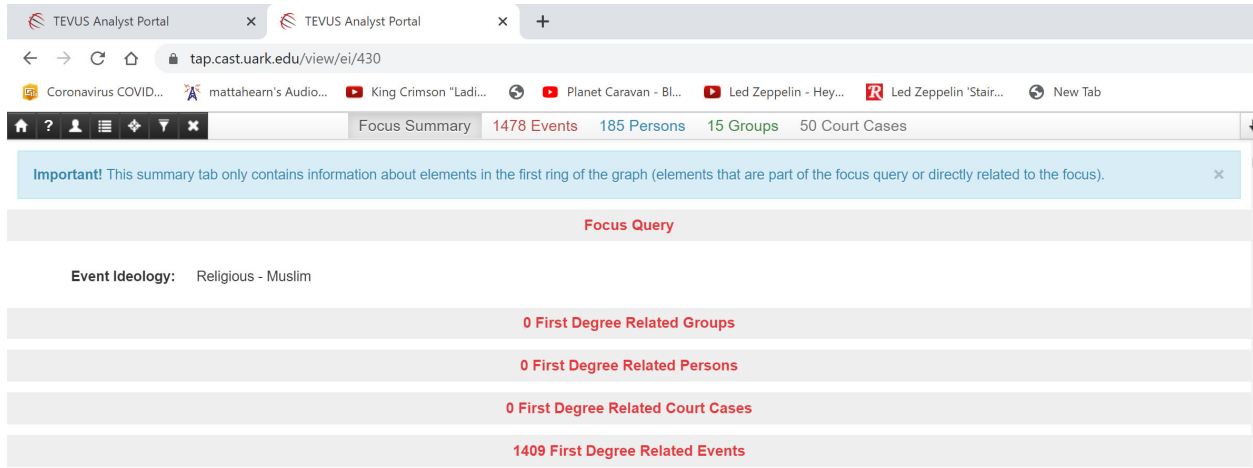 TEVUS Analyst Portal
TEVUS Analyst Portal
tap.cast.uark.edu/view/ei/430
Coronavirus COVID... mattahearn's Audio... King Crimson "Ladi... Planet Caravan - Bl... Led Zeppelin - Hey... R Led Zeppelin 'Stair... New Tab
? Focus Summary 1478 Events 185 Persons 15 Groups 50 Court Cases
Important! This summary tab only contains information about elements in the first ring of the graph (elements that are part of the focus query or directly related to the focus). ×
Focus Query
Event Ideology: Religious - Muslim
0 First Degree Related Groups
0 First Degree Related Persons
0 First Degree Related Court Cases
1409 First Degree Related Events